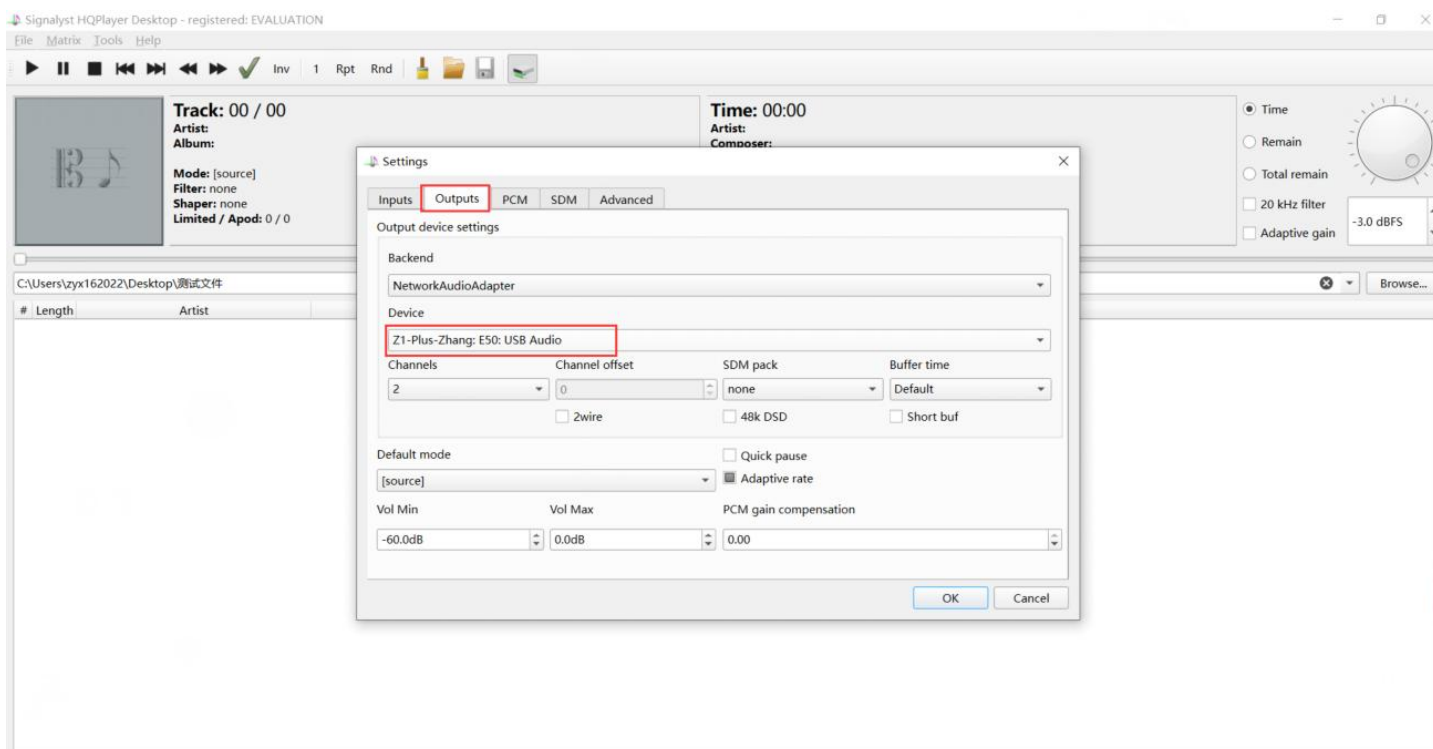 Signalyst HQPlayer Desktop - registered: EVALUATION
File Matrix Tools Help
Inv 1 Rpt Rnd
Track: 00 / 00
Artist:
Album:
Mode: [source]
Filter: none
Shaper: none
Limited / Apod: 0 / 0
Time: 00:00
Artist:
Composer:
Time
Remain
Total remain
20 kHz filter
Adaptive gain
-3.0 dBFS
C:\Users\zyx162022\Desktop\测试文件
Browse...
# Length Artist
Settings
Inputs Outputs PCM SDM Advanced
Output device settings
Backend
NetworkAudioAdapter
Device
Z1-Plus-Zhang: E50: USB Audio
Channels Channel offset SDM pack Buffer time
2 0 none Default
2wire 48k DSD Short buf
Default mode
Quick pause
[source]
Adaptive rate
Vol Min Vol Max PCM gain compensation
-60.0dB 0.0dB 0.00
OK Cancel